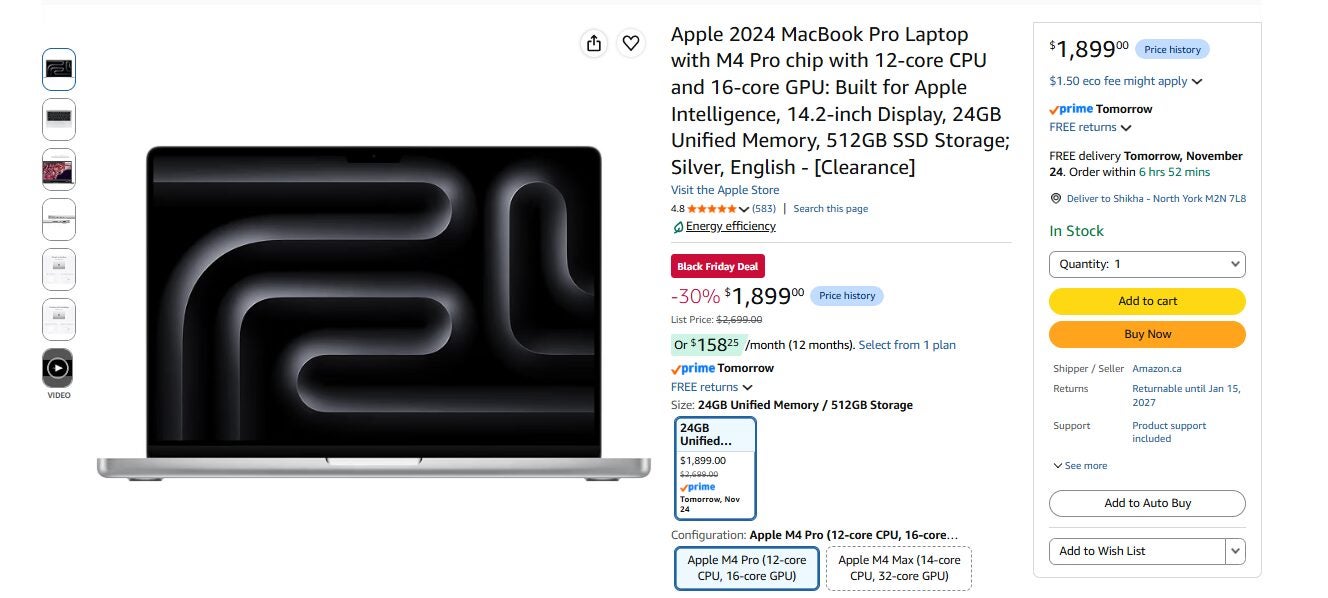 VIDEO
Apple 2024 MacBook Pro Laptop
with M4 Pro chip with 12-core CPU
and 16-core GPU: Built for Apple
Intelligence, 14.2-inch Display, 24GB
Unified Memory, 512GB SSD Storage;
Silver, English - [Clearance]
Visit the Apple Store
4.8 (583) | Search this page
Energy efficiency
Black Friday Deal
-30% $1,899.00 Price history
List Price: $2,699.00
Or $158.25 /month (12 months). Select from 1 plan
prime Tomorrow
FREE returns
Size: 24GB Unified Memory / 512GB Storage
24GB
Unified...
$1,899.00
$2,699.00
prime
Tomorrow, Nov
24
Configuration: Apple M4 Pro (12-core CPU, 16-core...
Apple M4 Pro (12-core
CPU, 16-core GPU)
Apple M4 Max (14-core
CPU, 32-core GPU)
$1,899.00 Price history
$1.50 eco fee might apply
prime Tomorrow
FREE returns
FREE delivery Tomorrow, November
24. Order within 6 hrs 52 mins
Deliver to Shikha - North York M2N 7L8
In Stock
Quantity: 1
Add to cart
Buy Now
Shipper / Seller Amazon.ca
Returns Returnable until Jan 15,
2027
Support Product support
included
See more
Add to Auto Buy
Add to Wish List